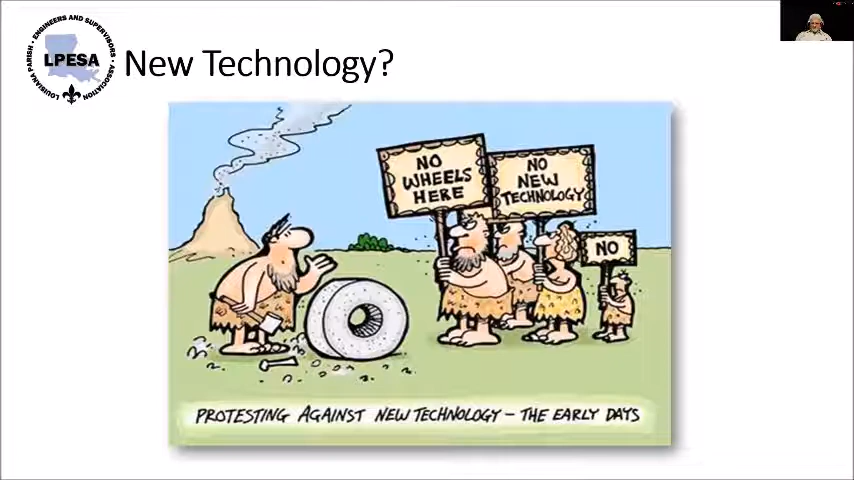 LOUISIANA PARISH - ENGINEERS AND SUPERVISORS - ASSOCIATION
LPESA
New Technology?
NO
WHEELS
HERE
NO
NEW
TECHNOLOGY
NO
PROTESTING AGAINST NEW TECHNOLOGY – THE EARLY DAYS